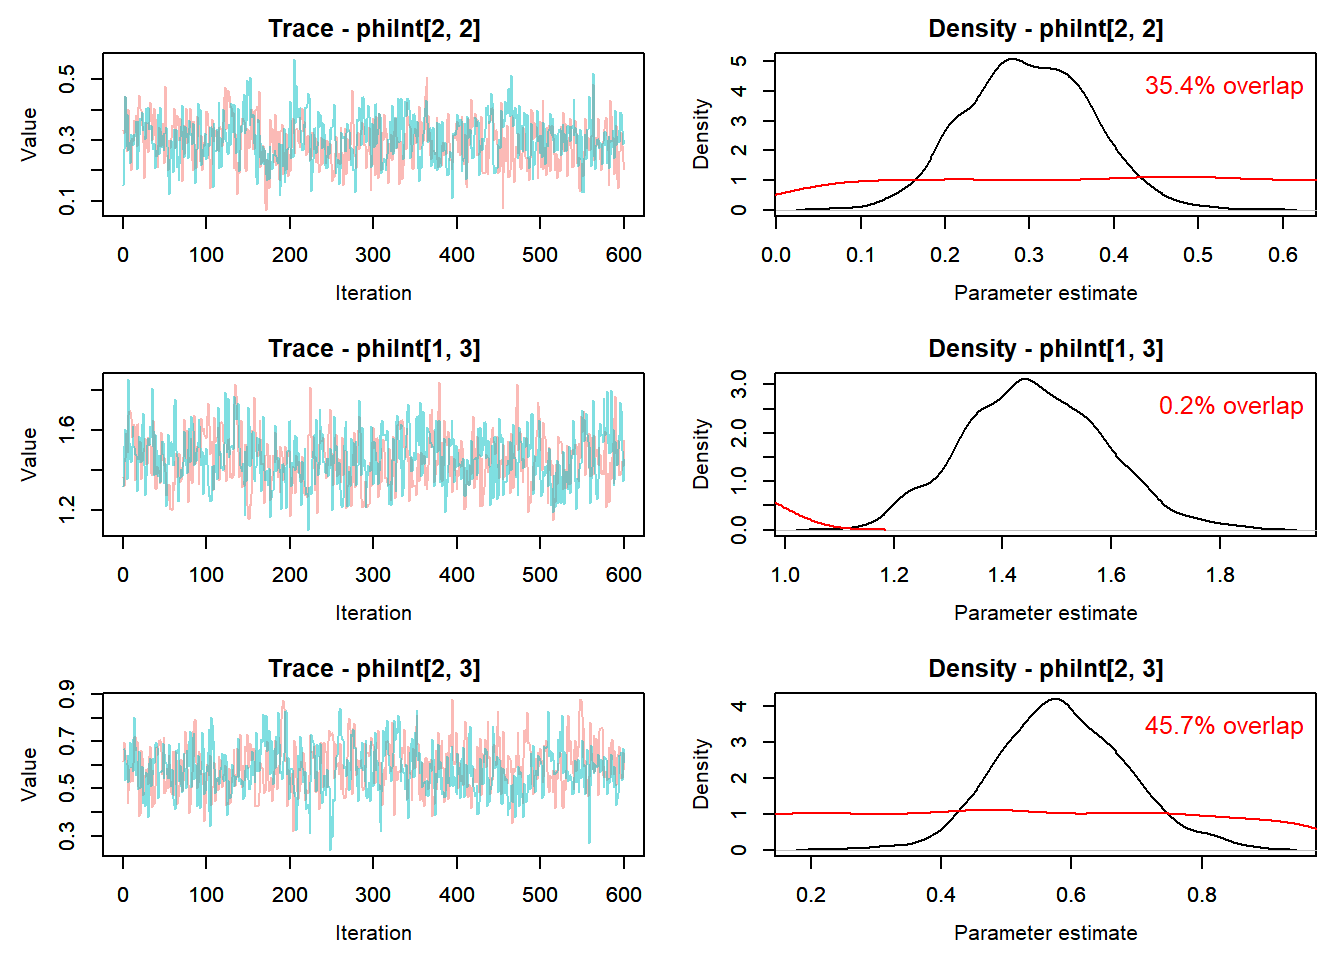 Trace - phiInt[2, 2]
Value
0.1 0.3 0.5
0 100 200 300 400 500 600
Iteration
Density - phiInt[2, 2]
35.4% overlap
Density
0 1 2 3 4 5
0.0 0.1 0.2 0.3 0.4 0.5 0.6
Parameter estimate
Trace - phiInt[1, 3]
Value
1.2 1.6
0 100 200 300 400 500 600
Iteration
Density - phiInt[1, 3]
0.2% overlap
Density
0.0 1.0 2.0 3.0
1.0 1.2 1.4 1.6 1.8
Parameter estimate
Trace - phiInt[2, 3]
Value
0.3 0.5 0.7 0.9
0 100 200 300 400 500 600
Iteration
Density - phiInt[2, 3]
45.7% overlap
Density
0 1 2 3 4
0.2 0.4 0.6 0.8
Parameter estimate